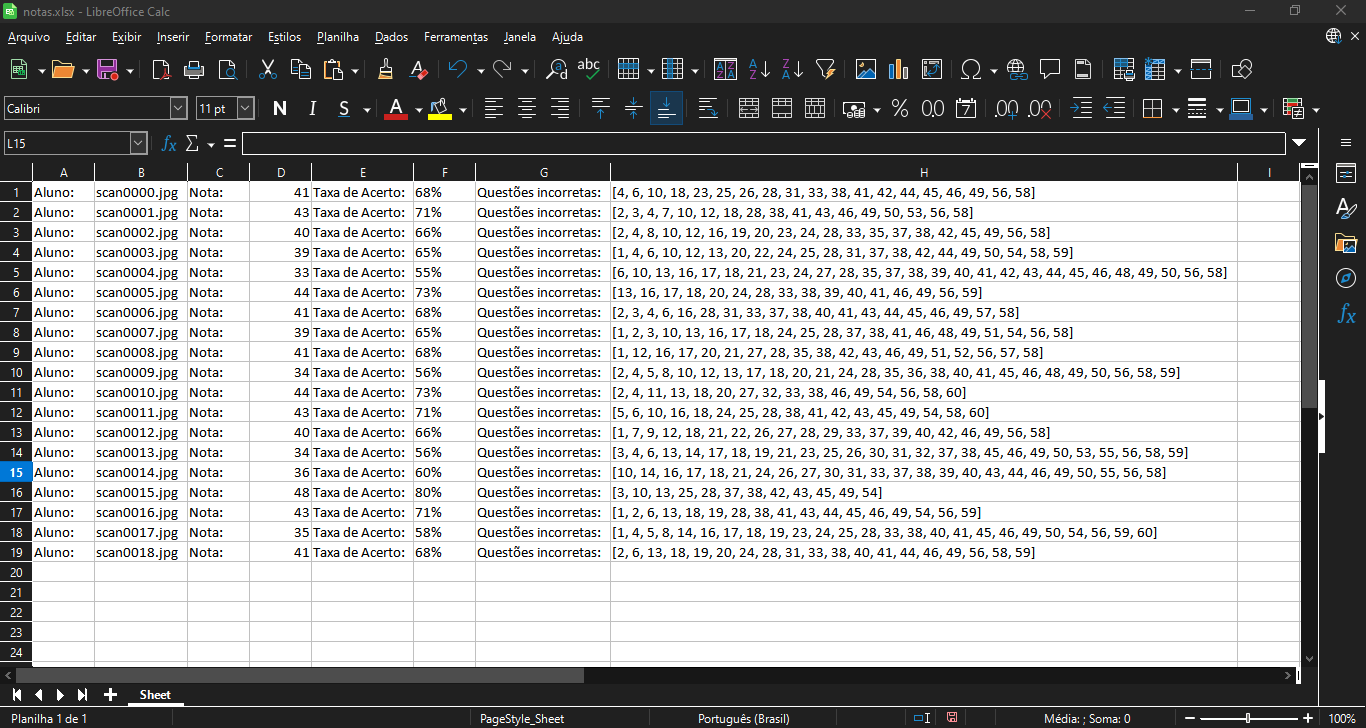 notas.xlsx - LibreOffice Calc
Arquivo Editar Exibir Inserir Formatar Estilos Planilha Dados Ferramentas Janela Ajuda
Calibri 11 pt N I S
L15
A B C D E F G H I
1 Aluno: scan0000.jpg Nota: 41 Taxa de Acerto: 68% Questões incorretas: [4, 6, 10, 18, 23, 25, 26, 28, 31, 33, 38, 41, 42, 44, 45, 46, 49, 56, 58]
2 Aluno: scan0001.jpg Nota: 43 Taxa de Acerto: 71% Questões incorretas: [2, 3, 4, 7, 10, 12, 18, 28, 38, 41, 43, 46, 49, 50, 53, 56, 58]
3 Aluno: scan0002.jpg Nota: 40 Taxa de Acerto: 66% Questões incorretas: [2, 4, 8, 10, 12, 16, 19, 20, 23, 24, 28, 33, 35, 37, 38, 42, 45, 49, 56, 58]
4 Aluno: scan0003.jpg Nota: 39 Taxa de Acerto: 65% Questões incorretas: [1, 4, 6, 10, 12, 13, 20, 22, 24, 25, 28, 31, 37, 38, 42, 44, 49, 50, 54, 58, 59]
5 Aluno: scan0004.jpg Nota: 33 Taxa de Acerto: 55% Questões incorretas: [6, 10, 13, 16, 17, 18, 21, 23, 24, 27, 28, 35, 37, 38, 39, 40, 41, 42, 43, 44, 45, 46, 48, 49, 50, 56, 58]
6 Aluno: scan0005.jpg Nota: 44 Taxa de Acerto: 73% Questões incorretas: [13, 16, 17, 18, 20, 24, 28, 33, 38, 39, 40, 41, 46, 49, 56, 59]
7 Aluno: scan0006.jpg Nota: 41 Taxa de Acerto: 68% Questões incorretas: [2, 3, 4, 6, 16, 28, 31, 33, 37, 38, 40, 41, 43, 44, 45, 46, 49, 57, 58]
8 Aluno: scan0007.jpg Nota: 39 Taxa de Acerto: 65% Questões incorretas: [1, 2, 3, 10, 13, 16, 17, 18, 24, 25, 28, 37, 38, 41, 46, 48, 49, 51, 54, 56, 58]
9 Aluno: scan0008.jpg Nota: 41 Taxa de Acerto: 68% Questões incorretas: [1, 12, 16, 17, 20, 21, 27, 28, 35, 38, 42, 43, 46, 49, 51, 52, 56, 57, 58]
10 Aluno: scan0009.jpg Nota: 34 Taxa de Acerto: 56% Questões incorretas: [2, 4, 5, 8, 10, 12, 13, 17, 18, 20, 21, 24, 28, 35, 36, 38, 40, 41, 45, 46, 48, 49, 50, 56, 58, 59]
11 Aluno: scan0010.jpg Nota: 44 Taxa de Acerto: 73% Questões incorretas: [2, 4, 11, 13, 18, 20, 27, 32, 33, 38, 46, 49, 54, 56, 58, 60]
12 Aluno: scan0011.jpg Nota: 43 Taxa de Acerto: 71% Questões incorretas: [5, 6, 10, 16, 18, 24, 25, 28, 38, 41, 42, 43, 45, 49, 54, 58, 60]
13 Aluno: scan0012.jpg Nota: 40 Taxa de Acerto: 66% Questões incorretas: [1, 7, 9, 12, 18, 21, 22, 26, 27, 28, 29, 33, 37, 39, 40, 42, 46, 49, 56, 58]
14 Aluno: scan0013.jpg Nota: 34 Taxa de Acerto: 56% Questões incorretas: [3, 4, 6, 13, 14, 17, 18, 19, 21, 23, 25, 26, 30, 31, 32, 37, 38, 45, 46, 49, 50, 53, 55, 56, 58, 59]
15 Aluno: scan0014.jpg Nota: 36 Taxa de Acerto: 60% Questões incorretas: [10, 14, 16, 17, 18, 21, 24, 26, 27, 30, 31, 33, 37, 38, 39, 40, 43, 44, 46, 49, 50, 55, 56, 58]
16 Aluno: scan0015.jpg Nota: 48 Taxa de Acerto: 80% Questões incorretas: [3, 10, 13, 25, 28, 37, 38, 42, 43, 45, 49, 54]
17 Aluno: scan0016.jpg Nota: 43 Taxa de Acerto: 71% Questões incorretas: [1, 2, 6, 13, 18, 19, 28, 38, 41, 43, 44, 45, 46, 49, 54, 56, 59]
18 Aluno: scan0017.jpg Nota: 35 Taxa de Acerto: 58% Questões incorretas: [1, 4, 5, 8, 14, 16, 17, 18, 19, 23, 24, 25, 28, 33, 38, 40, 41, 45, 46, 49, 50, 54, 56, 59, 60]
19 Aluno: scan0018.jpg Nota: 41 Taxa de Acerto: 68% Questões incorretas: [2, 6, 13, 18, 19, 20, 24, 28, 31, 33, 38, 40, 41, 44, 46, 49, 56, 58, 59]
20
21
22
23
24
Sheet
Planilha 1 de 1 PageStyle_Sheet Português (Brasil) Média: ; Soma: 0 100%